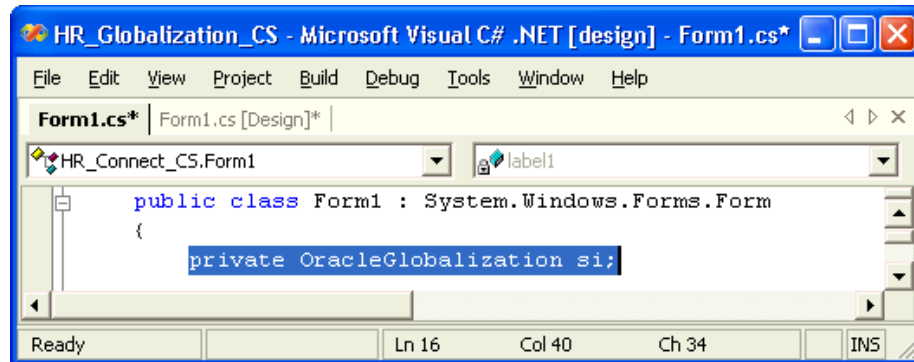 HR_Globalization_CS - Microsoft Visual C# .NET [design] - Form1.cs*
File Edit View Project Build Debug Tools Window Help
Form1.cs* Form1.cs [Design]*
HR_Connect_CS.Form1 label1
public class Form1 : System.Windows.Forms.Form
{
private OracleGlobalization si;
Ready Ln 16 Col 40 Ch 34 INS